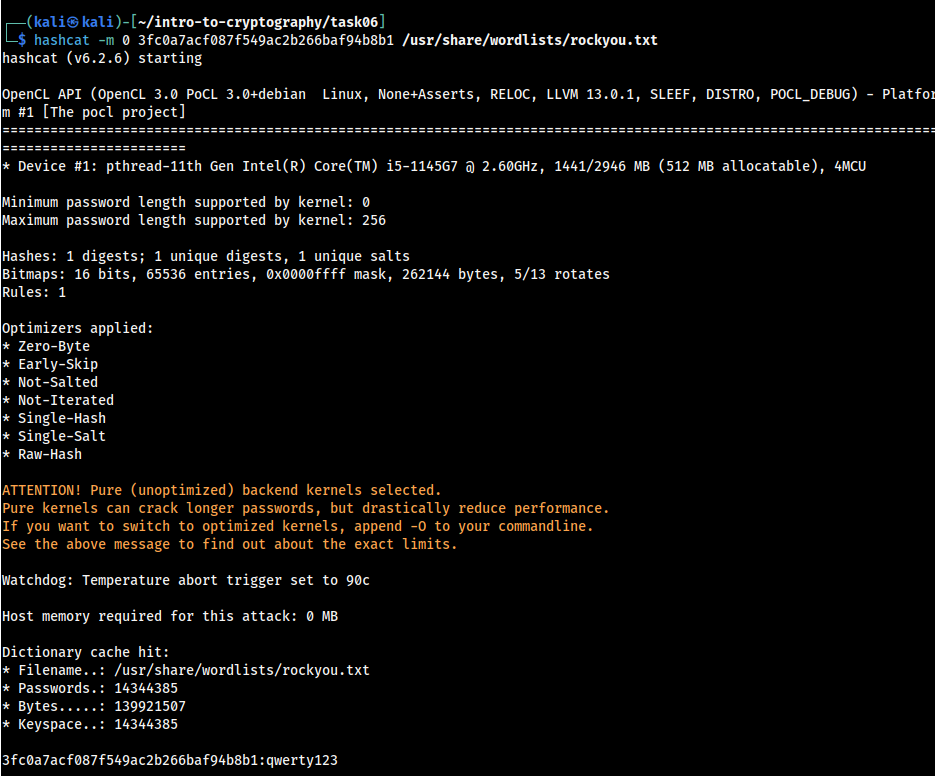 ┌──(kali㉿kali)-[~/intro-to-cryptography/task06]
└─$ hashcat -m 0 3fc0a7acf087f549ac2b266baf94b8b1 /usr/share/wordlists/rockyou.txt
hashcat (v6.2.6) starting
OpenCL API (OpenCL 3.0 PoCL 3.0+debian  Linux, None+Asserts, RELOC, LLVM 13.0.1, SLEEF, DISTRO, POCL_DEBUG) - Platfor
m #1 [The pocl project]
=====================================================================================================================
=======================
* Device #1: pthread-11th Gen Intel(R) Core(TM) i5-1145G7 @ 2.60GHz, 1441/2946 MB (512 MB allocatable), 4MCU
Minimum password length supported by kernel: 0
Maximum password length supported by kernel: 256
Hashes: 1 digests; 1 unique digests, 1 unique salts
Bitmaps: 16 bits, 65536 entries, 0x0000ffff mask, 262144 bytes, 5/13 rotates
Rules: 1
Optimizers applied:
* Zero-Byte
* Early-Skip
* Not-Salted
* Not-Iterated
* Single-Hash
* Single-Salt
* Raw-Hash
ATTENTION! Pure (unoptimized) backend kernels selected.
Pure kernels can crack longer passwords, but drastically reduce performance.
If you want to switch to optimized kernels, append -O to your commandline.
See the above message to find out about the exact limits.
Watchdog: Temperature abort trigger set to 90c
Host memory required for this attack: 0 MB
Dictionary cache hit:
* Filename..: /usr/share/wordlists/rockyou.txt
* Passwords.: 14344385
* Bytes.....: 139921507
* Keyspace..: 14344385
3fc0a7acf087f549ac2b266baf94b8b1:qwerty123